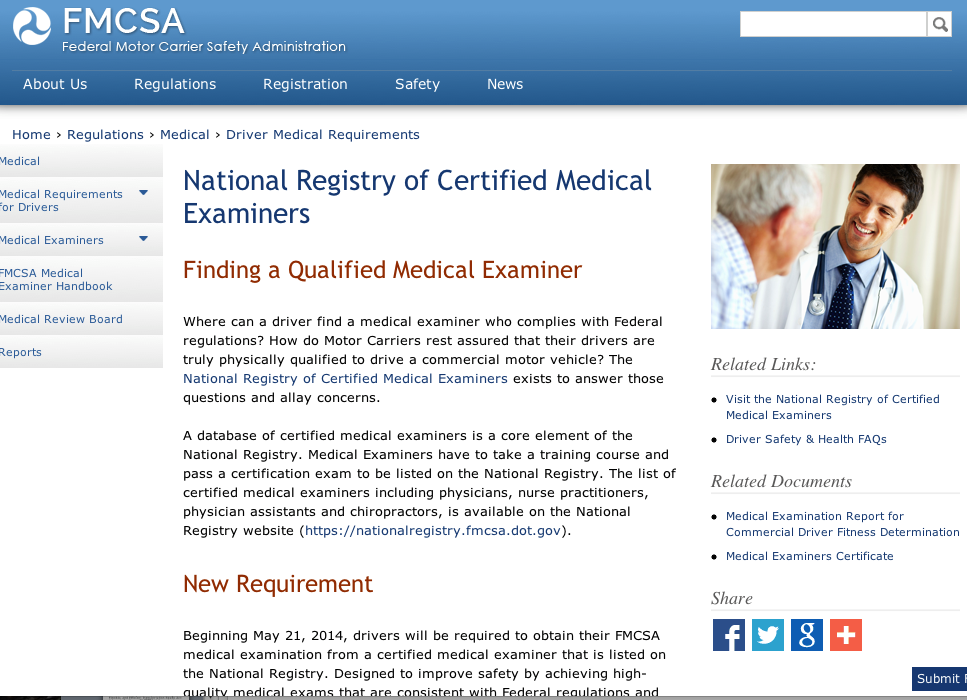 FMCSA
Federal Motor Carrier Safety Administration
About Us Regulations Registration Safety News
Home › Regulations › Medical › Driver Medical Requirements
Medical
Medical Requirements
for Drivers
Medical Examiners
FMCSA Medical
Examiner Handbook
Medical Review Board
Reports
National Registry of Certified Medical
Examiners
Finding a Qualified Medical Examiner
Where can a driver find a medical examiner who complies with Federal
regulations? How do Motor Carriers rest assured that their drivers are
truly physically qualified to drive a commercial motor vehicle? The
National Registry of Certified Medical Examiners exists to answer those
questions and allay concerns.
A database of certified medical examiners is a core element of the
National Registry. Medical Examiners have to take a training course and
pass a certification exam to be listed on the National Registry. The list of
certified medical examiners including physicians, nurse practitioners,
physician assistants and chiropractors, is available on the National
Registry website (https://nationalregistry.fmcsa.dot.gov).
New Requirement
Beginning May 21, 2014, drivers will be required to obtain their FMCSA
medical examination from a certified medical examiner that is listed on
the National Registry. Designed to improve safety by achieving high-
quality medical exams that are consistent with Federal regulations and
Related Links:
Visit the National Registry of Certified
Medical Examiners
Driver Safety & Health FAQs
Related Documents
Medical Examination Report for
Commercial Driver Fitness Determination
Medical Examiners Certificate
Share
Submit